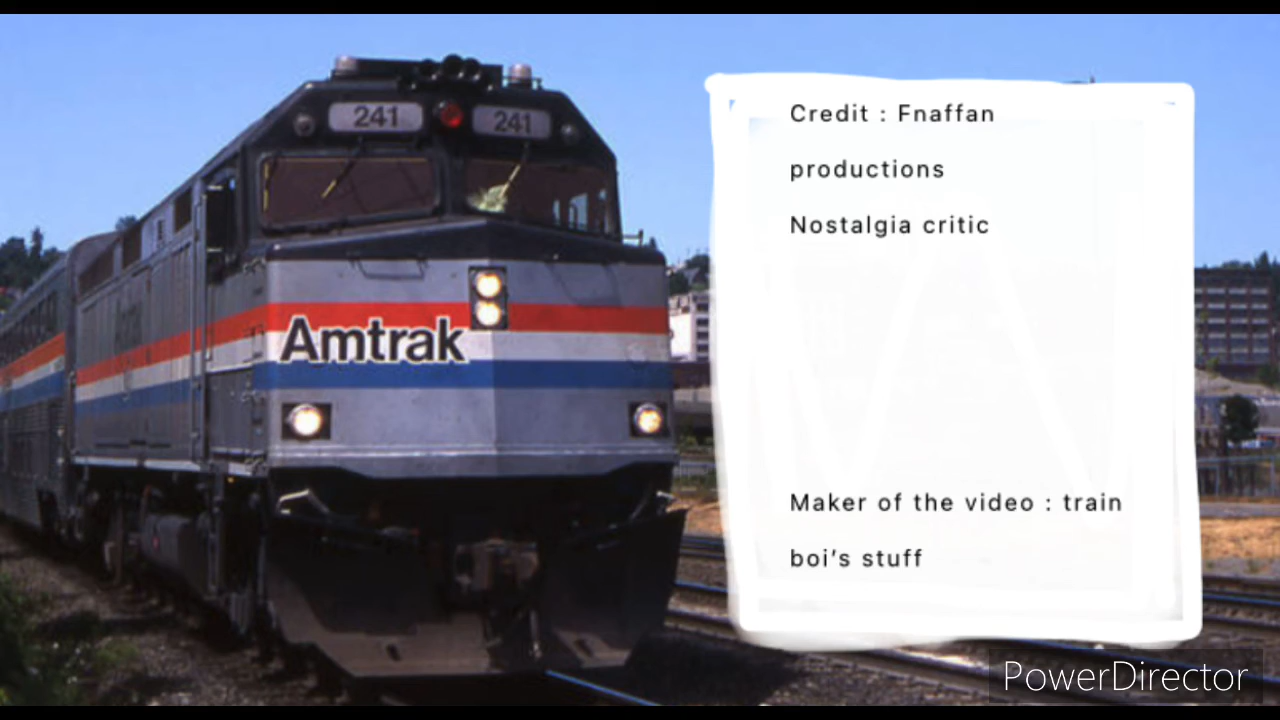 241
241
Amtrak
Credit : Fnaffan
productions
Nostalgia critic
Maker of the video : train
boi’s stuff
PowerDirector